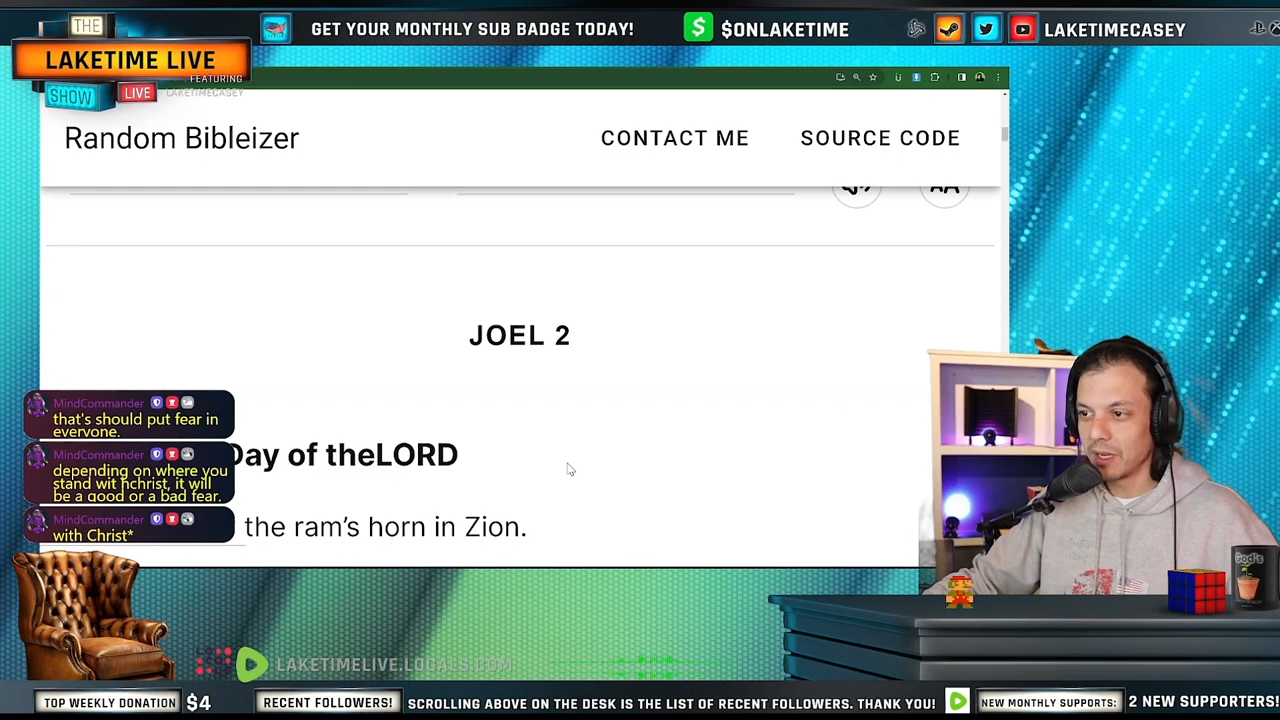 THE
LAKETIME LIVE
FEATURING
LAKETIMECASEY
SHOW
LIVE
GET YOUR MONTHLY SUB BADGE TODAY!
$
$ONLAKETIME
LAKETIMECASEY
Random Bibleizer
CONTACT ME
SOURCE CODE
AA
JOEL 2
Day of theLORD
the ram's horn in Zion.
MindCommander
that's should put fear in
everyone.
MindCommander
depending on where you
stand wit hchrist, it will
be a good or a bad fear.
MindCommander
with Christ*
God's
LAKETIMELIVE.LOCALS.COM
TOP WEEKLY DONATION
$4
RECENT FOLLOWERS!
SCROLLING ABOVE ON THE DESK IS THE LIST OF RECENT FOLLOWERS. THANK YOU!
NEW MONTHLY SUPPORTS:
2 NEW SUPPORTERS!